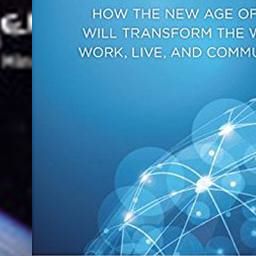 HOW THE NEW AGE OF
WILL TRANSFORM THE W
WORK, LIVE, AND COMMU